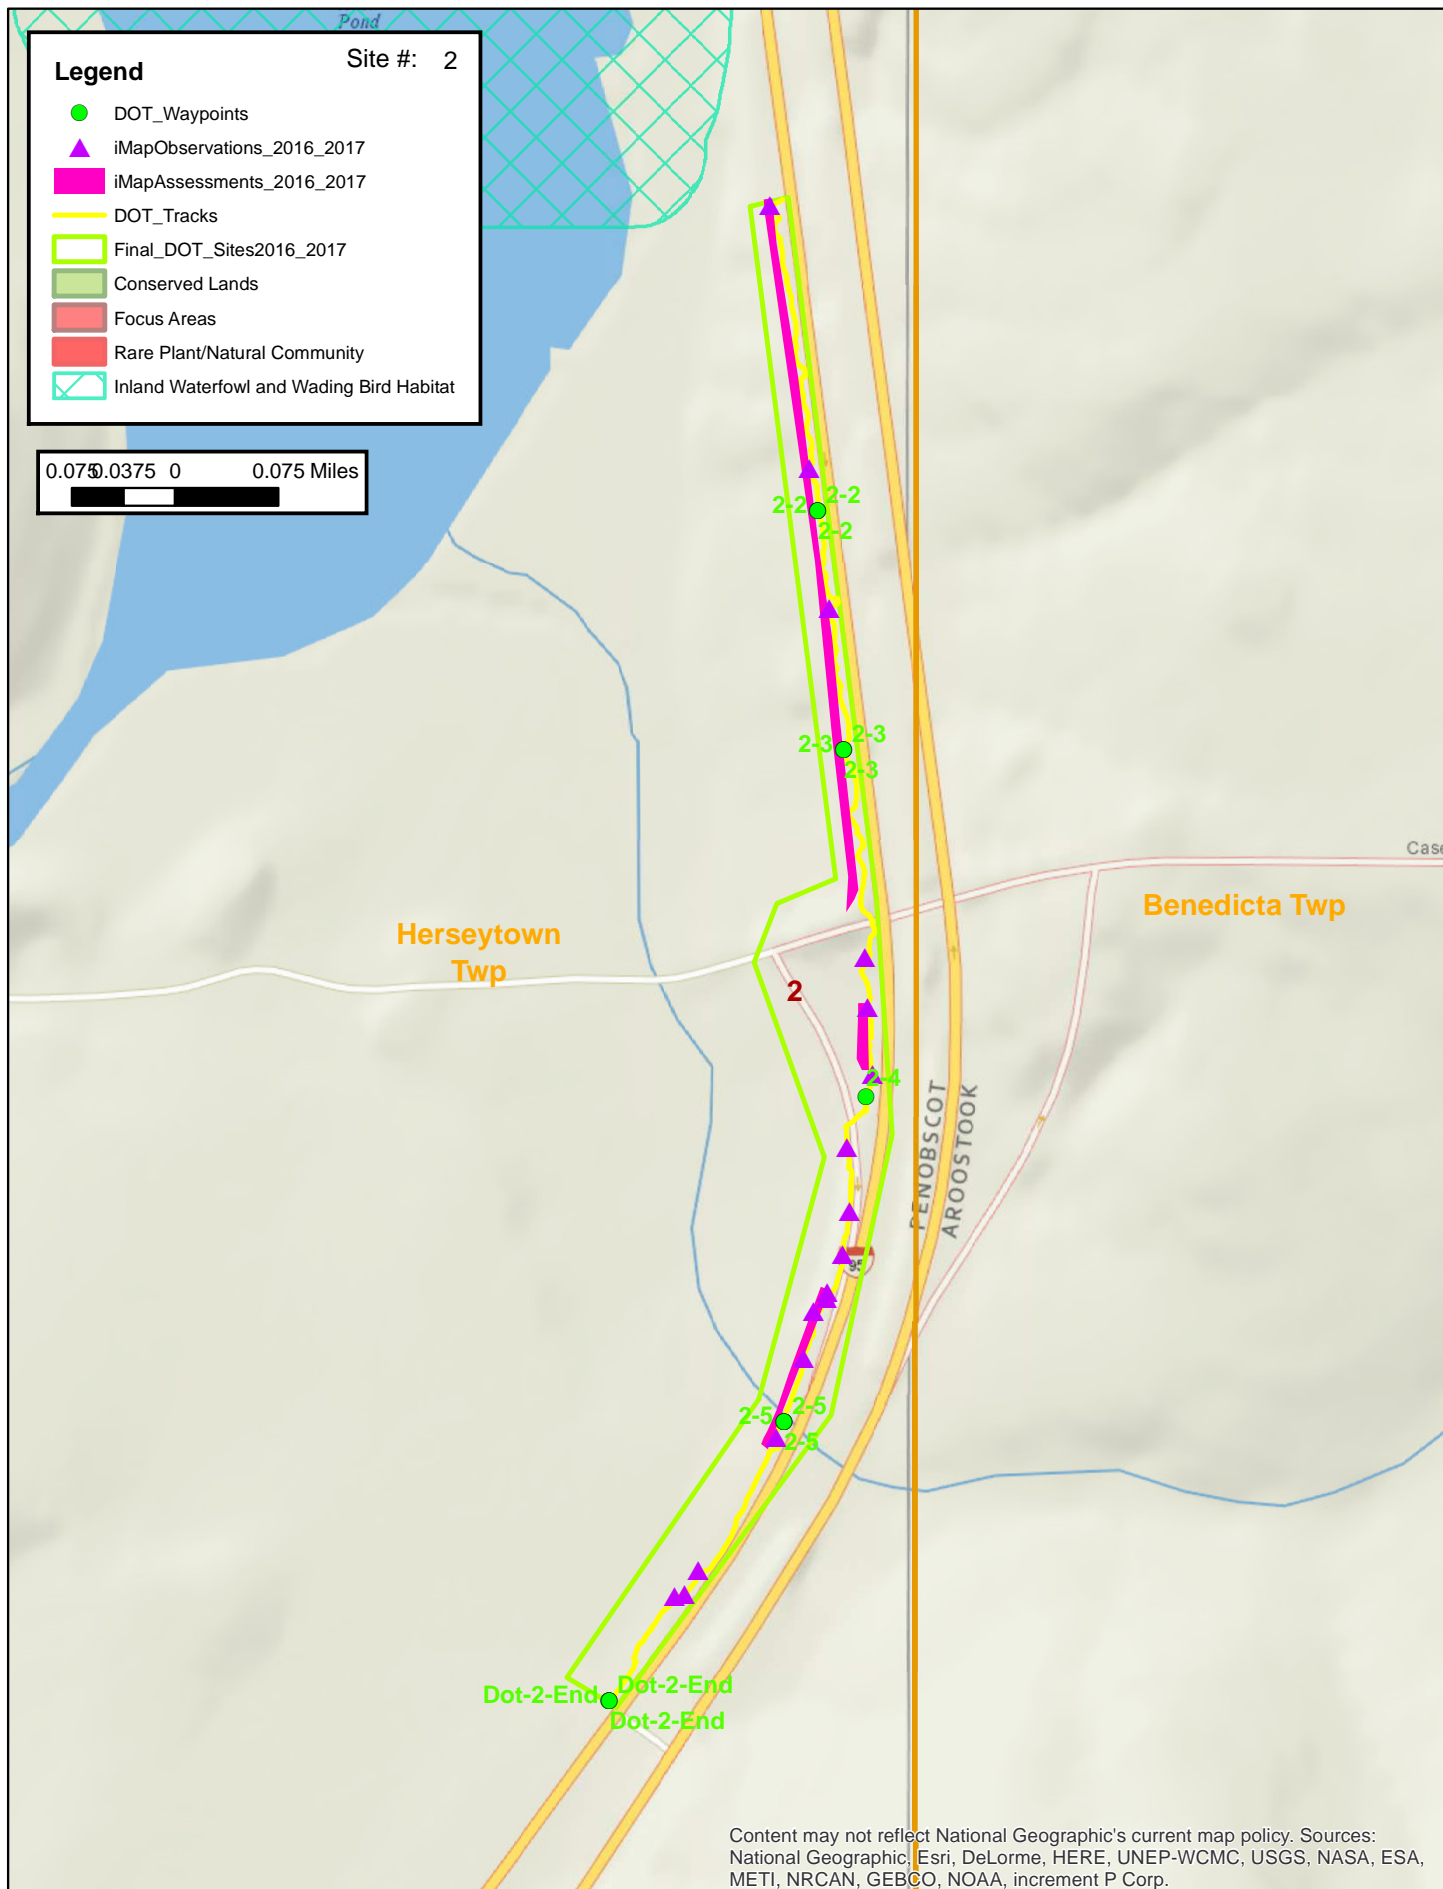 Pond
Legend
Site #: 2
DOT_Waypoints
iMapObservations_2016_2017
iMapAssessments_2016_2017
DOT_Tracks
Final_DOT_Sites2016_2017
Conserved Lands
Focus Areas
Rare Plant/Natural Community
Inland Waterfowl and Wading Bird Habitat
0.075 0.0375 0 0.075 Miles
2-2 2-2
2-2
2-3 2-3
2-3
Case
Benedicta Twp
Herseytown
Twp
2
2-4
PENOBSCOT
AROOSTOOK
95
2-5 2-5
2-5
Dot-2-End Dot-2-End
Dot-2-End
Content may not reflect National Geographic's current map policy. Sources:
National Geographic, Esri, DeLorme, HERE, UNEP-WCMC, USGS, NASA, ESA,
METI, NRCAN, GEBCO, NOAA, increment P Corp.